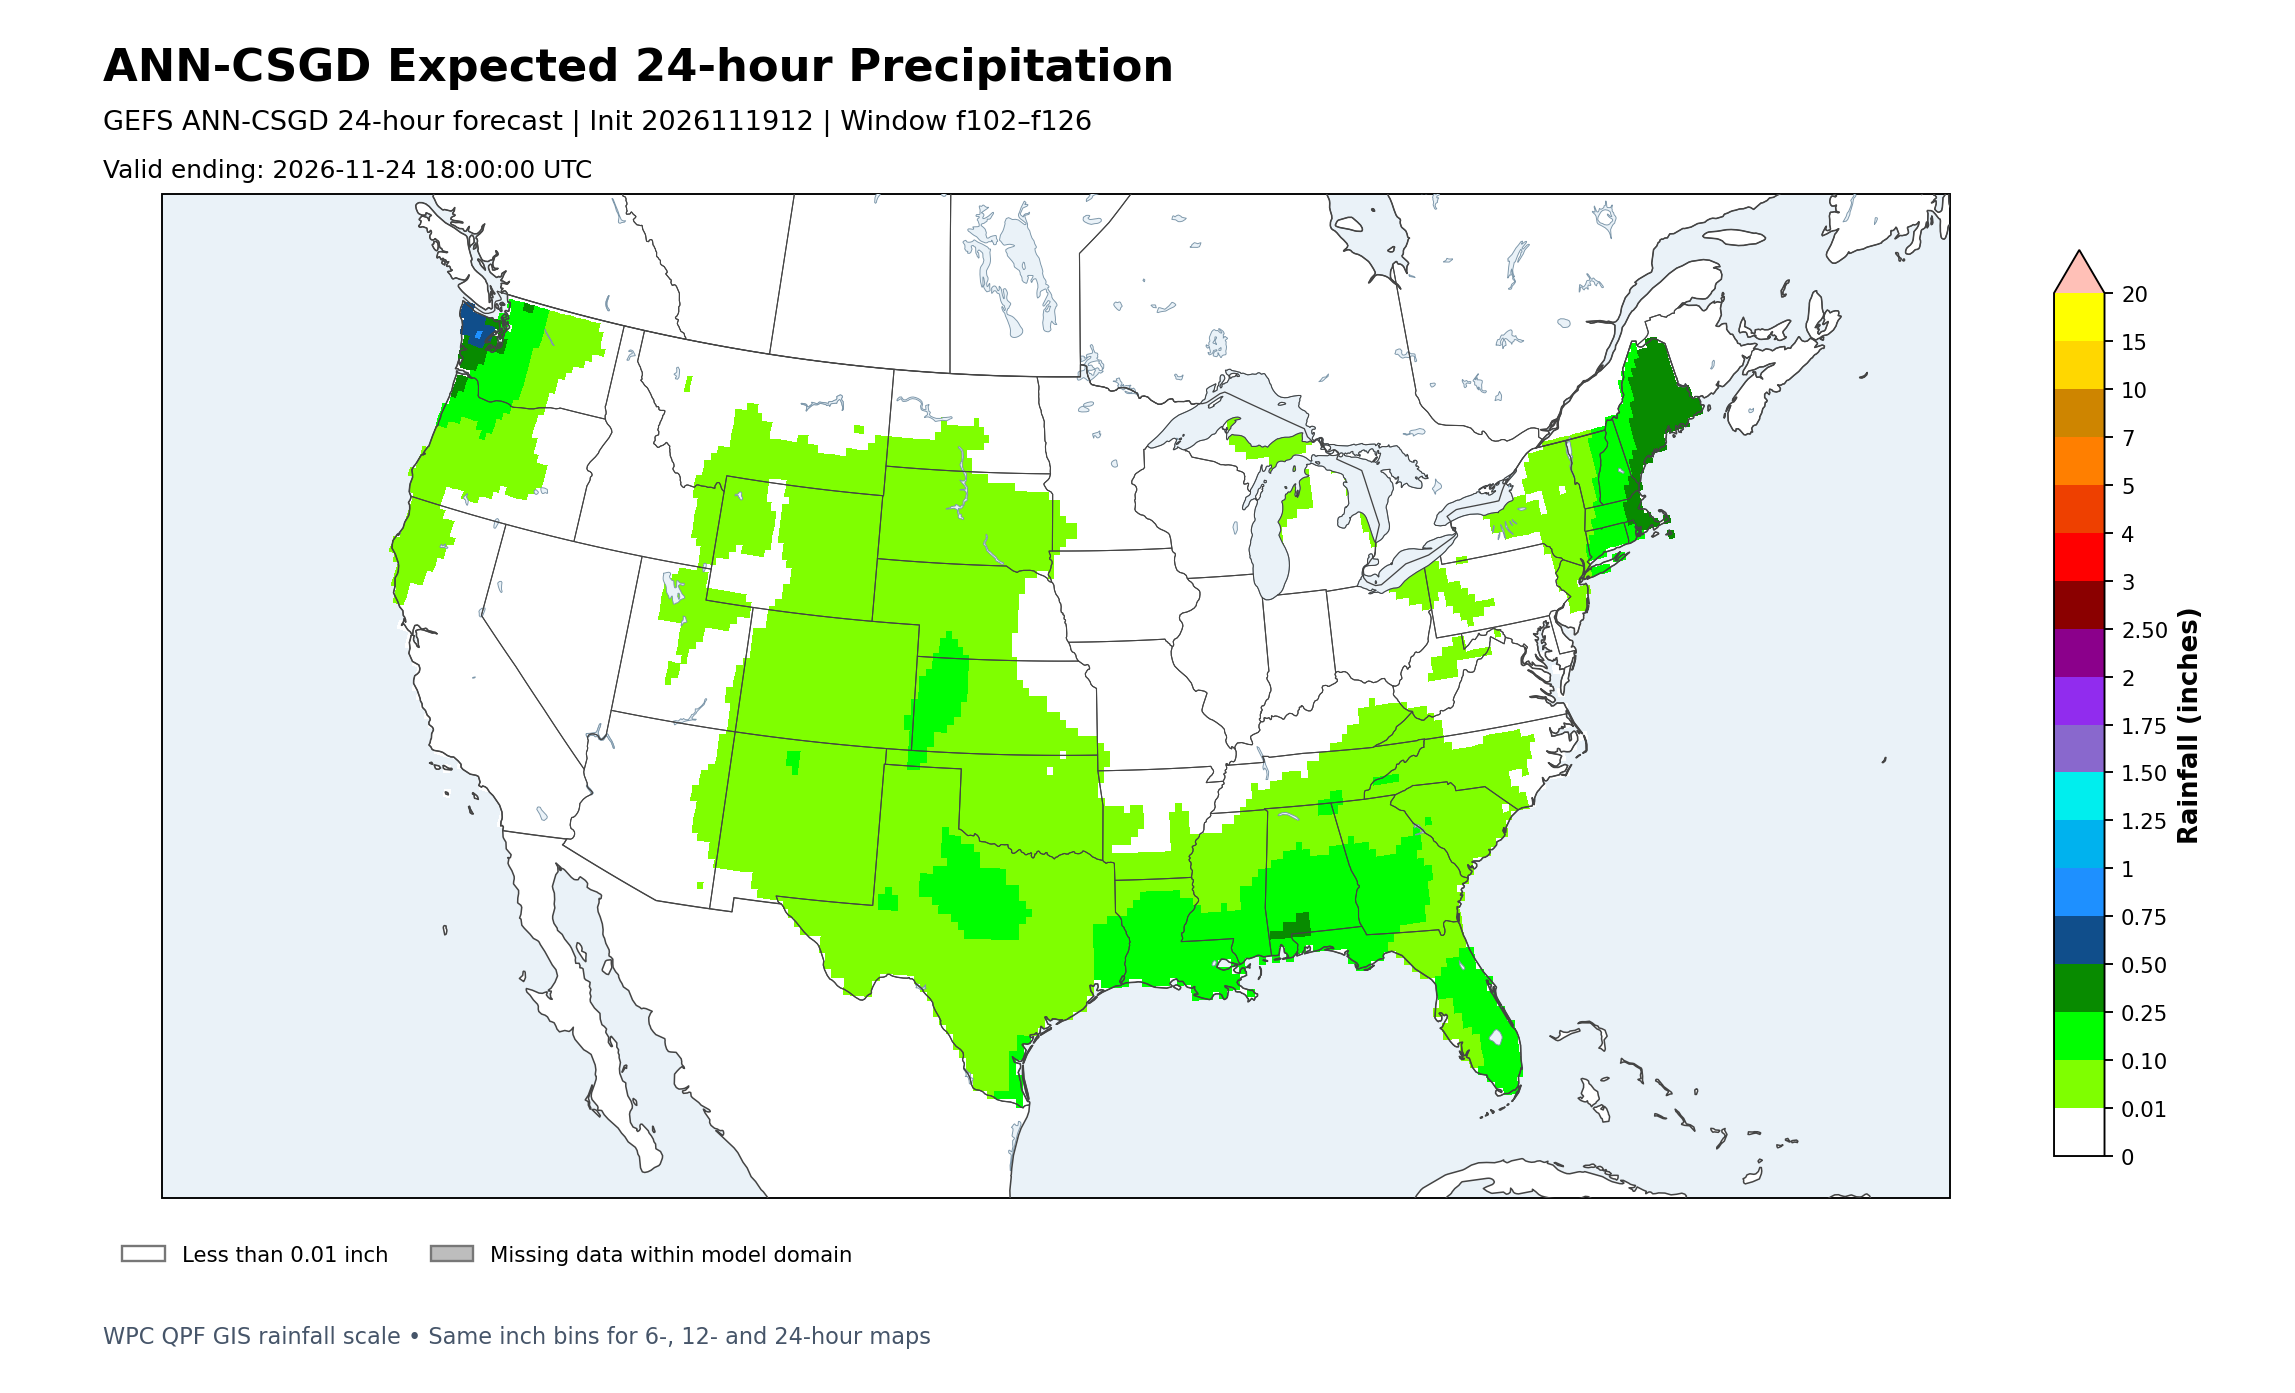 ANN-CSGD Expected 24-hour Precipitation
GEFS ANN-CSGD 24-hour forecast | Init 2026111912 | Window f102–f126
Valid ending: 2026-11-24 18:00:00 UTC
20
15
10
7
5
4
3
2.50
2
1.75
1.50
1.25
1
0.75
0.50
0.25
0.10
0.01
0
Rainfall (inches)
Less than 0.01 inch
Missing data within model domain
WPC QPF GIS rainfall scale • Same inch bins for 6-, 12- and 24-hour maps